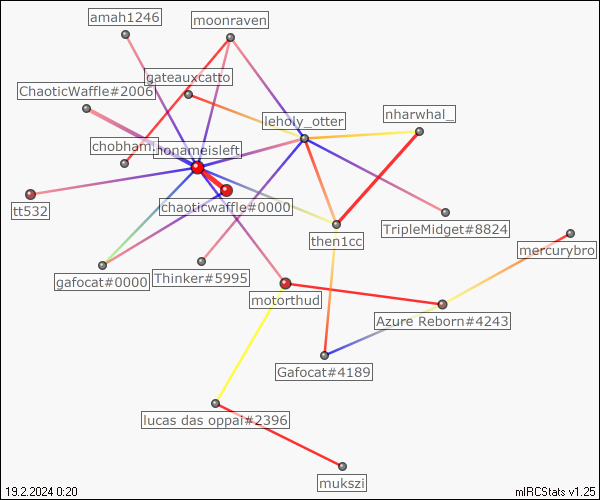 amah1246
moonraven
gateauxcatto
ChaoticWaffle#2006
nharwhal_
leholy_otter
chobham
nonameisleft
chaoticwaffle#0000
tt532
TripleMidget#8824
then1cc
mercurybro
gafocat#0000
Thinker#5995
motorthud
Azure Reborn#4243
Gafocat#4189
lucas das oppai#2396
mukszi
19.2.2024 0:20
mIRCStats v1.25